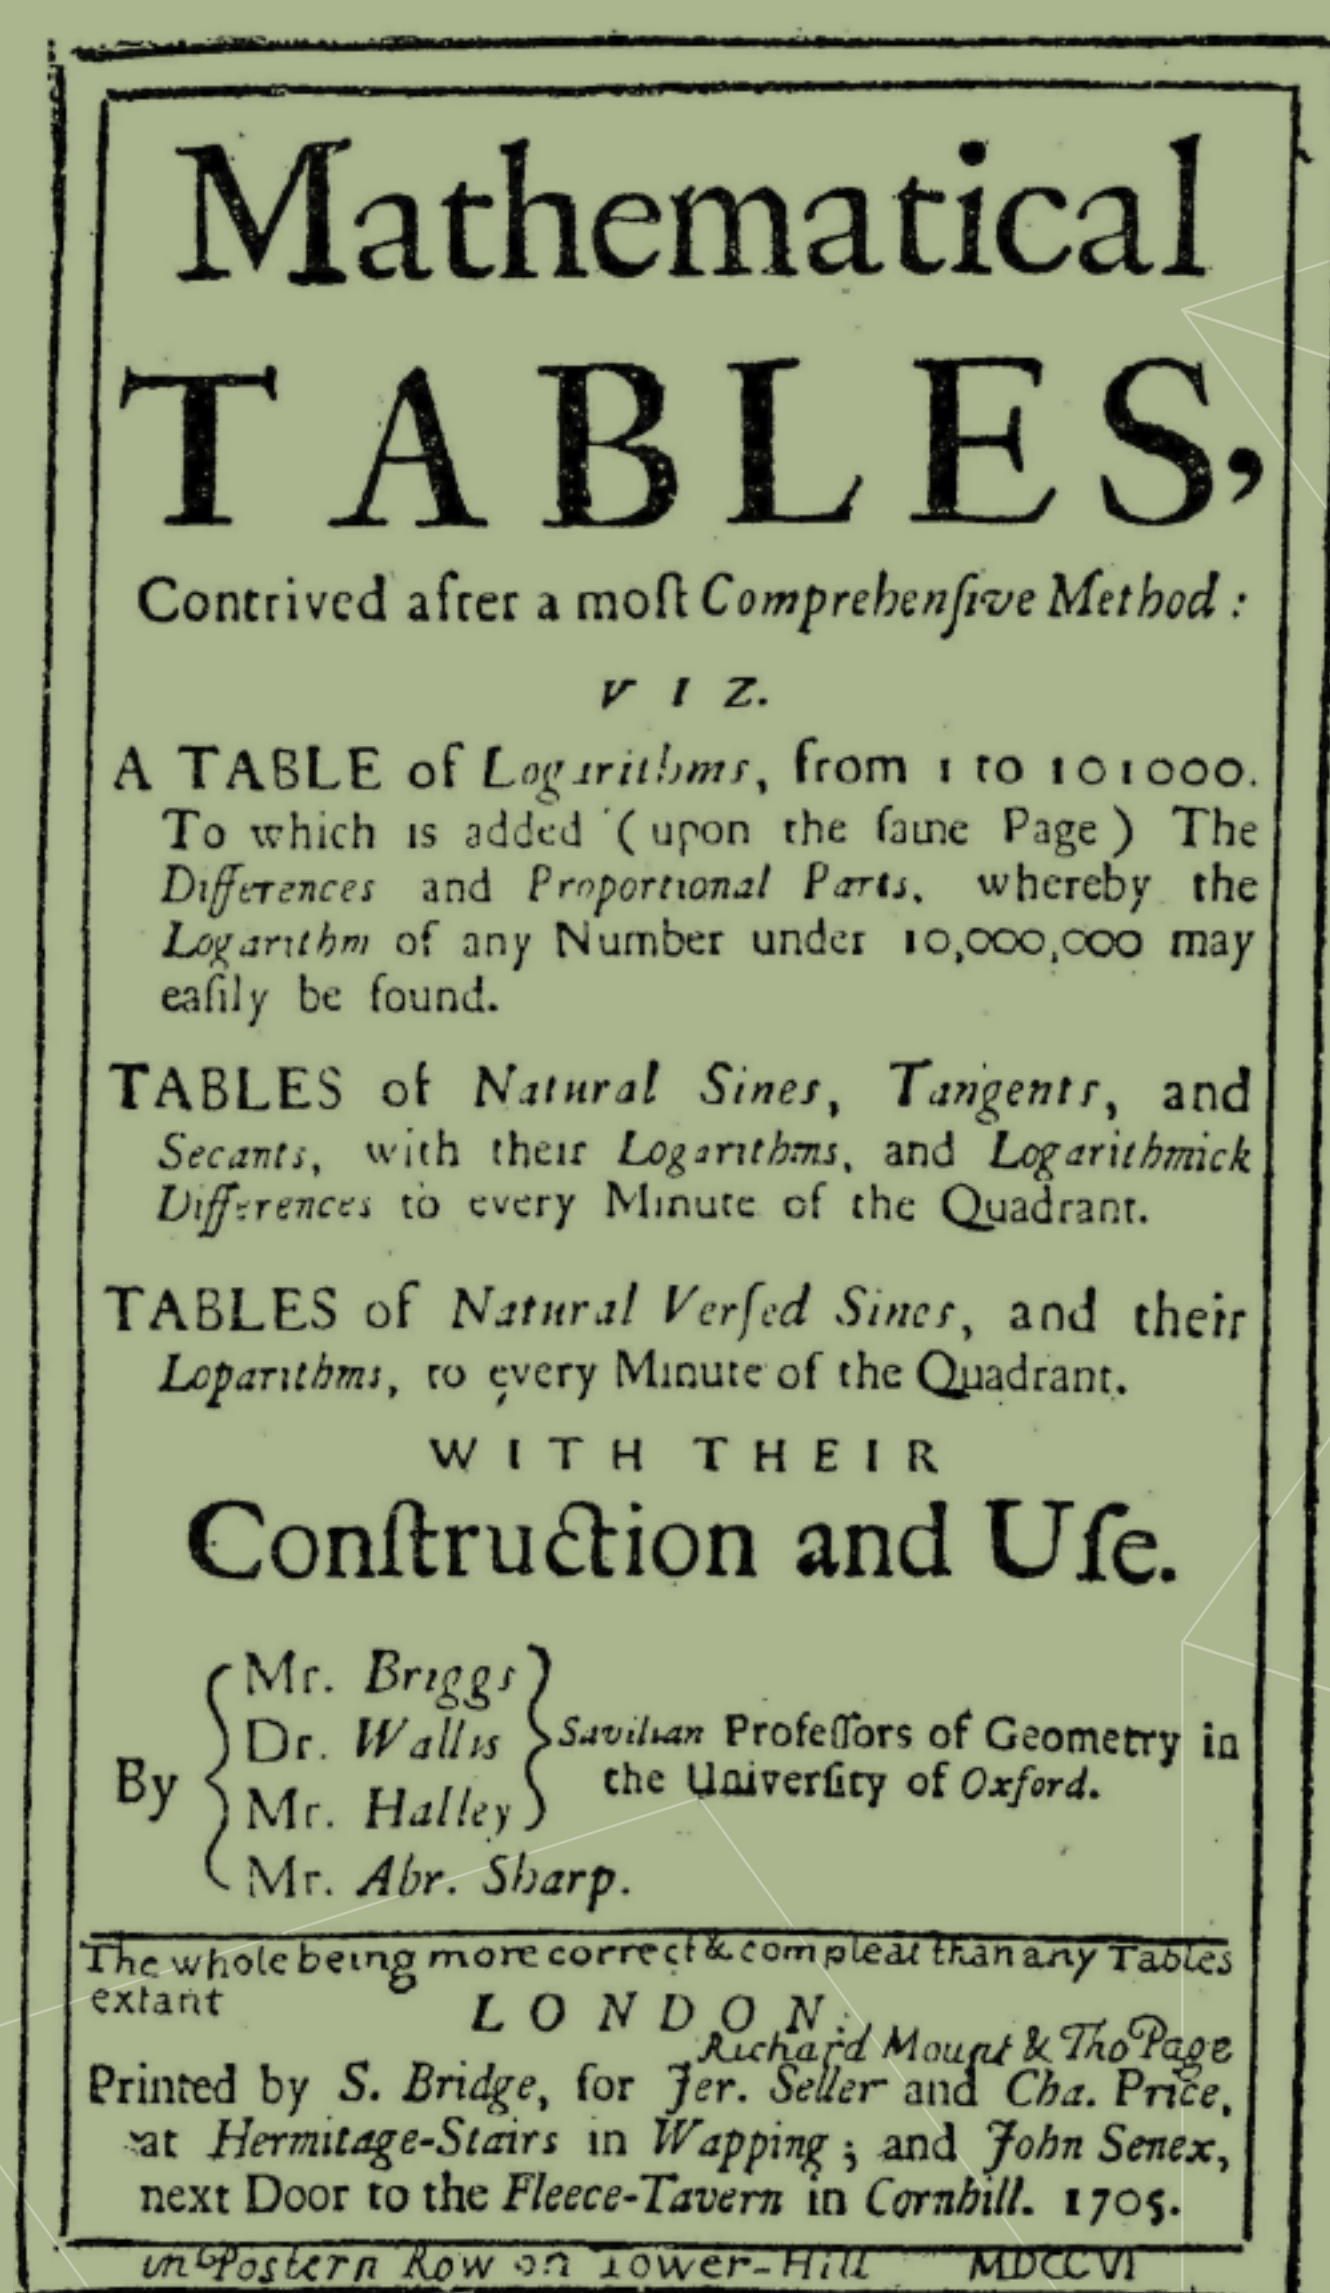 Mathematical
TABLES,
Contrived after a moſt Comprehenſive Method:
VIZ.
A TABLE of Logarithms, from 1 to 101000.
To which is added (upon the ſame Page) The
Differences and Proportional Parts, whereby the
Logarithm of any Number under 10,000,000 may
eaſily be found.
TABLES of Natural Sines, Tangents, and
Secants, with their Logarithms, and Logarithmick
Differences to every Minute of the Quadrant.
TABLES of Natural Verſed Sines, and their
Loparithms, to every Minute of the Quadrant.
WITH THEIR
Conſtruction and Uſe.
By
Mr. Briggs
Dr. Wallis
Mr. Halley
Savilian Profeſſors of Geometry in
the Univerſity of Oxford.
Mr. Abr. Sharp.
The whole being more correct & compleat than any Tables
extant
LONDON:
Richard Mount & Tho Page
Printed by S. Bridge, for Jer. Seller and Cha. Price,
at Hermitage-Stairs in Wapping; and John Senex,
next Door to the Fleece-Tavern in Cornhill. 1705.
in Postern Row on Tower-Hill MDCCVI